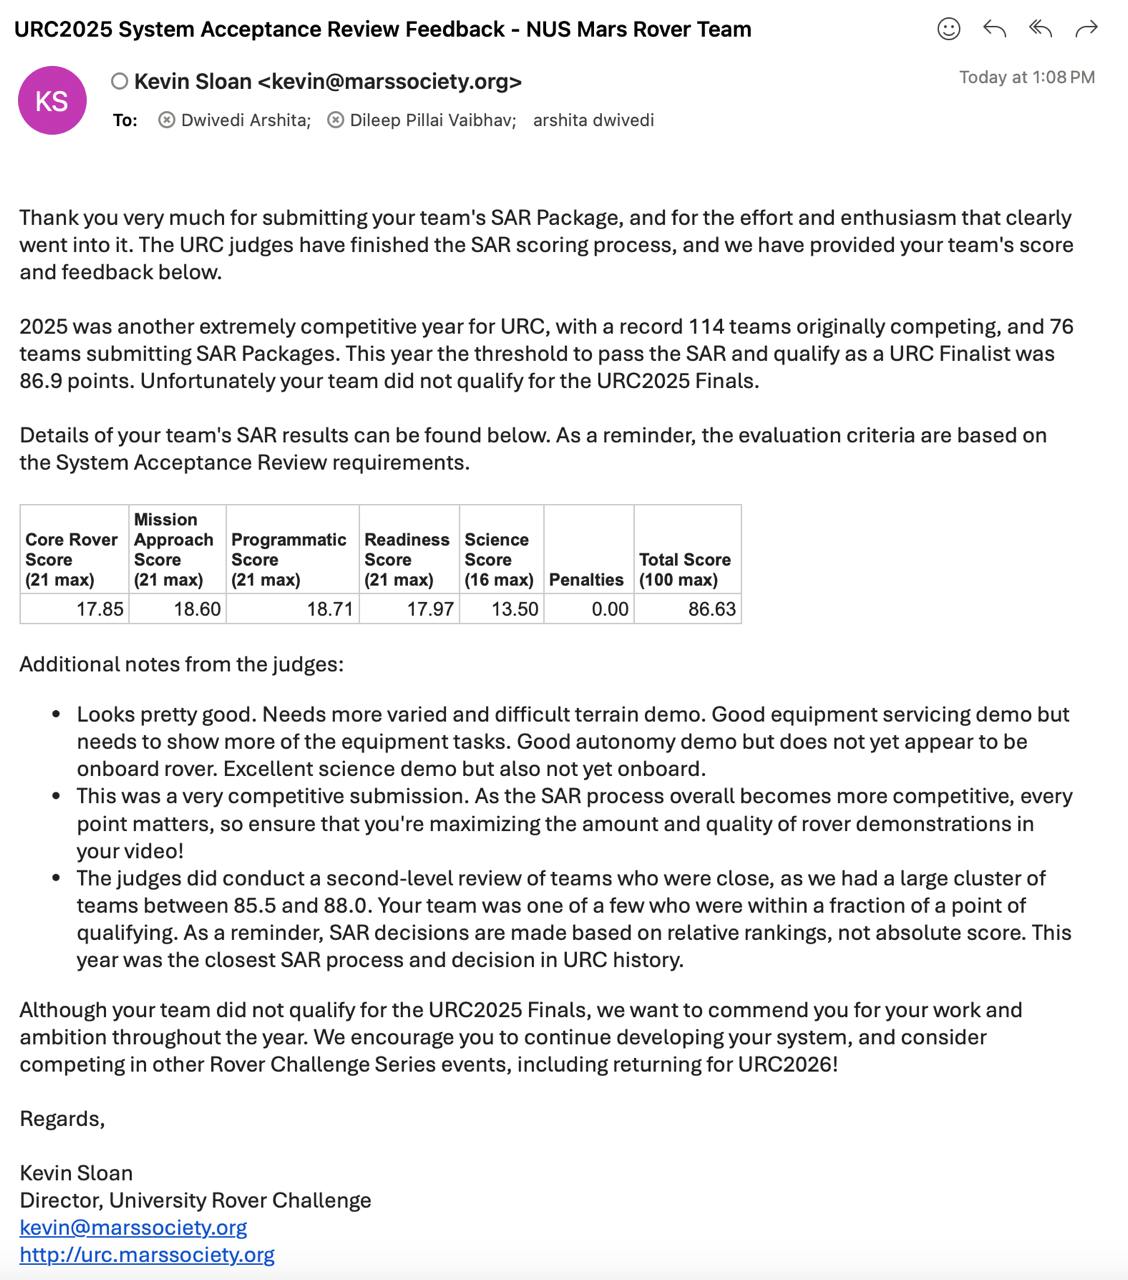 URC2025 System Acceptance Review Feedback - NUS Mars Rover Team
KS
Kevin Sloan <kevin@marssociety.org>
Today at 1:08 PM
To: Dwivedi Arshita; Dileep Pillai Vaibhav; arshita dwivedi
Thank you very much for submitting your team's SAR Package, and for the effort and enthusiasm that clearly
went into it. The URC judges have finished the SAR scoring process, and we have provided your team's score
and feedback below.
2025 was another extremely competitive year for URC, with a record 114 teams originally competing, and 76
teams submitting SAR Packages. This year the threshold to pass the SAR and qualify as a URC Finalist was
86.9 points. Unfortunately your team did not qualify for the URC2025 Finals.
Details of your team's SAR results can be found below. As a reminder, the evaluation criteria are based on
the System Acceptance Review requirements.
Core Rover Score (21 max) Mission Approach Score (21 max) Programmatic Score (21 max) Readiness Score (21 max) Science Score (16 max) Penalties Total Score (100 max)
17.85 18.60 18.71 17.97 13.50 0.00 86.63
Additional notes from the judges:
• Looks pretty good. Needs more varied and difficult terrain demo. Good equipment servicing demo but
needs to show more of the equipment tasks. Good autonomy demo but does not yet appear to be
onboard rover. Excellent science demo but also not yet onboard.
• This was a very competitive submission. As the SAR process overall becomes more competitive, every
point matters, so ensure that you're maximizing the amount and quality of rover demonstrations in
your video!
• The judges did conduct a second-level review of teams who were close, as we had a large cluster of
teams between 85.5 and 88.0. Your team was one of a few who were within a fraction of a point of
qualifying. As a reminder, SAR decisions are made based on relative rankings, not absolute score. This
year was the closest SAR process and decision in URC history.
Although your team did not qualify for the URC2025 Finals, we want to commend you for your work and
ambition throughout the year. We encourage you to continue developing your system, and consider
competing in other Rover Challenge Series events, including returning for URC2026!
Regards,
Kevin Sloan
Director, University Rover Challenge
kevin@marssociety.org
http://urc.marssociety.org